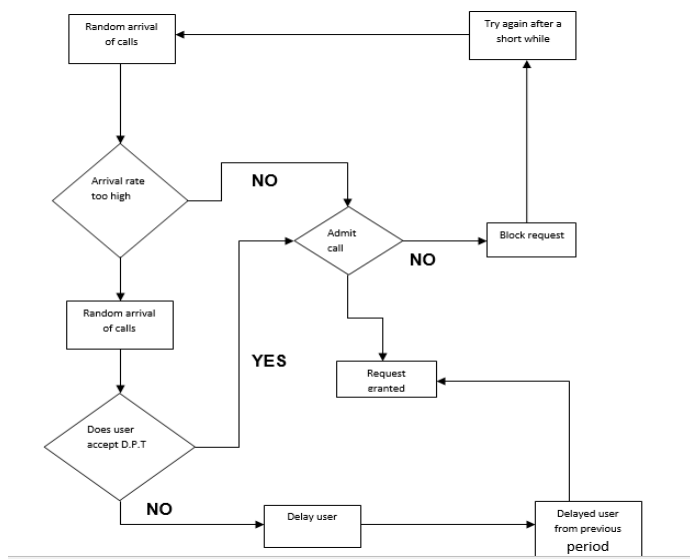 Random arrival
of calls
Try again after a
short while
Arrival rate
too high
NO
Admit
call
NO
Block request
Random arrival
of calls
YES
Request
granted
Does user
accept D.P.T
NO
Delay user
Delayed user
from previous
period